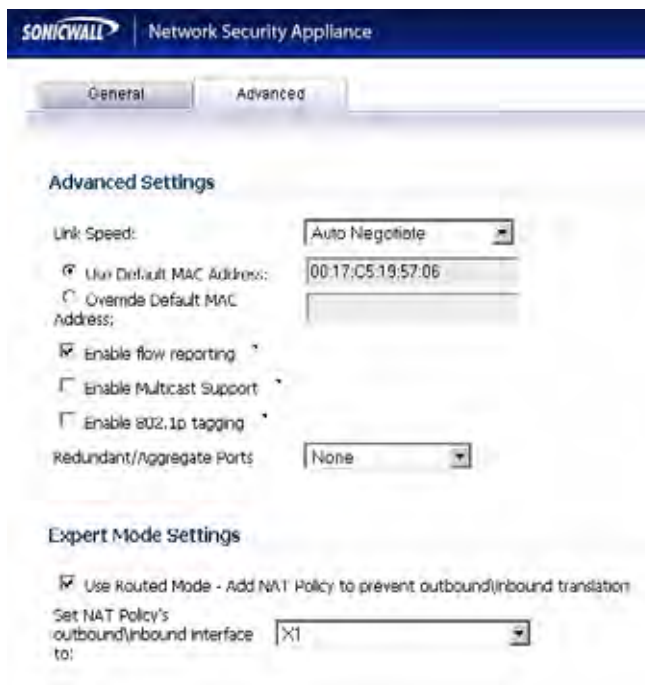 SONICWALL Network Security Appliance
General Advanced
Advanced Settings
Link Speed: Auto Negotiate
Use Default MAC Address: 00:17:C5:19:57:06
Override Default MAC
Address:
Enable flow reporting
Enable Multicast Support
Enable 802.1p tagging
Redundant/Aggregate Ports None
Expert Mode Settings
Use Routed Mode - Add NAT Policy to prevent outbound\inbound translation
Set NAT Policy's
outbound\inbound interface X1
to: